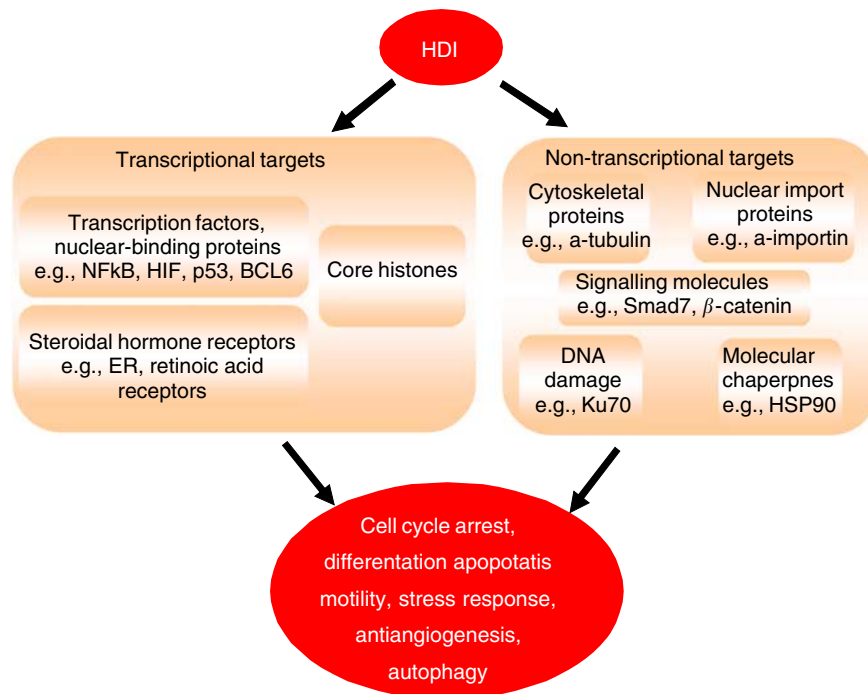 HDI
Transcriptional targets
Transcription factors,
nuclear-binding proteins
e.g., NFkB, HIF, p53, BCL6
Core histones
Steroidal hormone receptors
e.g., ER, retinoic acid
receptors
Non-transcriptional targets
Cytoskeletal
proteins
e.g., a-tubulin
Nuclear import
proteins
e.g., a-importin
Signalling molecules
e.g., Smad7, β-catenin
DNA
damage
e.g., Ku70
Molecular
chaperpnes
e.g., HSP90
Cell cycle arrest,
differentation apopotatis
motility, stress response,
antiangiogenesis,
autophagy